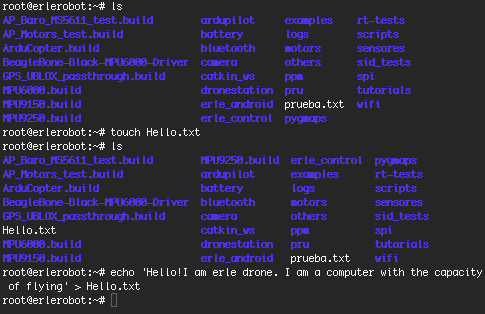 root@erlerobot:~# ls
AP_Baro_MS5611_test.build ardupilot examples rt-tests
AP_Motors_test.build battery logs scripts
ArduCopter.build bluetooth motors sensores
BeagleBone-Black-MPU6000-Driver camera others sid_tests
GPS_UBLOX_passthrough.build catkin_ws ppm spi
MPU6000.build dronestation pru tutorials
MPU9150.build erle_android prueba.txt wifi
MPU9250.build erle_control pygmaps
root@erlerobot:~# touch Hello.txt
root@erlerobot:~# ls
AP_Baro_MS5611_test.build MPU9250.build erle_control pygmaps
AP_Motors_test.build ardupilot examples rt-tests
ArduCopter.build battery logs scripts
BeagleBone-Black-MPU6000-Driver bluetooth motors sensores
GPS_UBLOX_passthrough.build camera others sid_tests
Hello.txt catkin_ws ppm spi
MPU6000.build dronestation pru tutorials
MPU9150.build erle_android prueba.txt wifi
root@erlerobot:~# echo 'Hello!I am erle drone. I am a computer with the capacity
of flying' > Hello.txt
root@erlerobot:~#